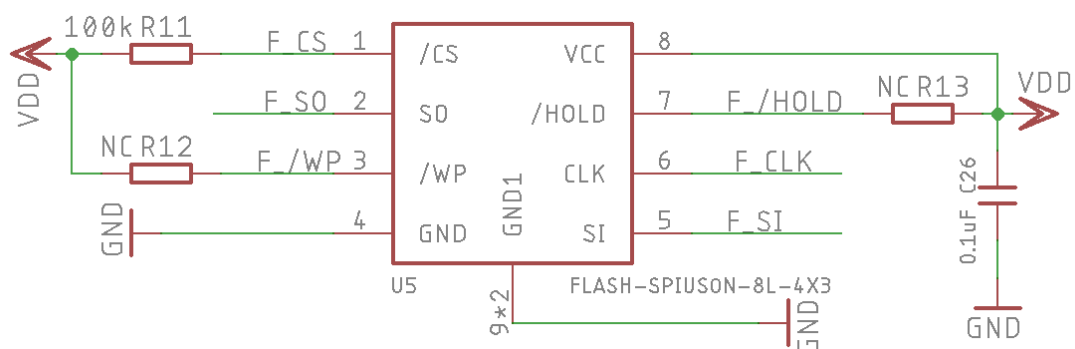 100k R11 F_CS 1 /CS VCC 8
VDD
F_SO 2 SO /HOLD 7 F_/HOLD NC R13 VDD
NC R12 F_/WP 3 /WP CLK 6 F_CLK
GND 4 GND GND1 SI 5 F_SI
0.1uF C26
U5 FLASH-SPIUSON-8L-4X3
9*2 GND
GND